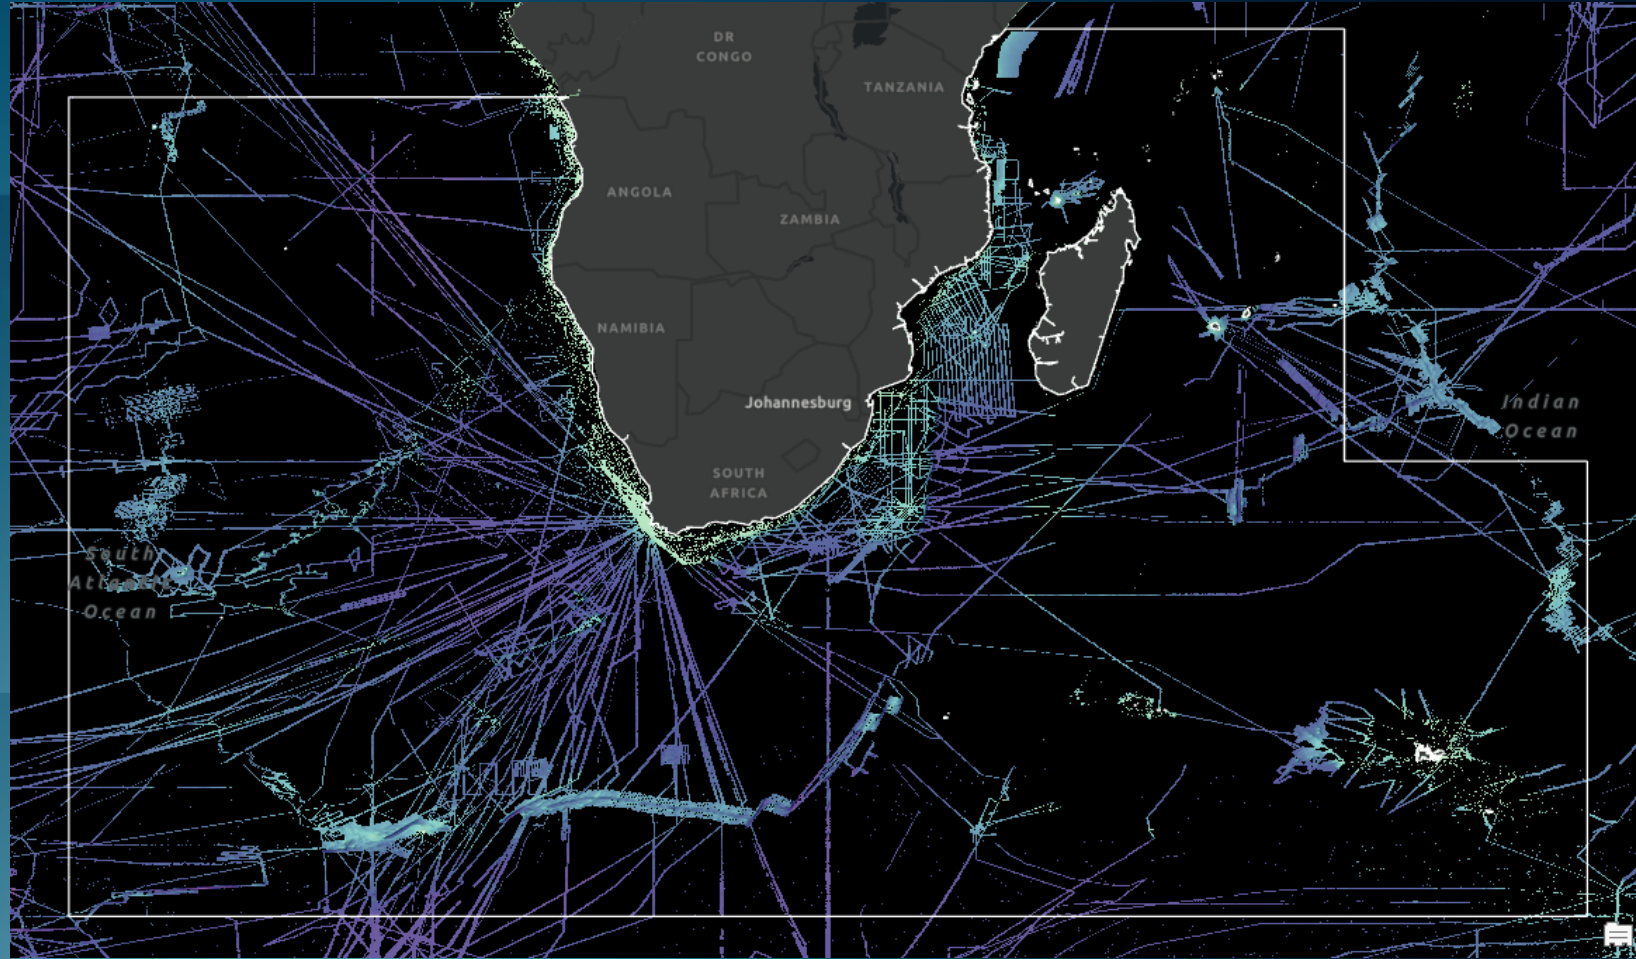 DR
CONGO
TANZANIA
ANGOLA
ZAMBIA
NAMIBIA
Johannesburg
Indian
Ocean
SOUTH
AFRICA
South
Atlantic
Ocean